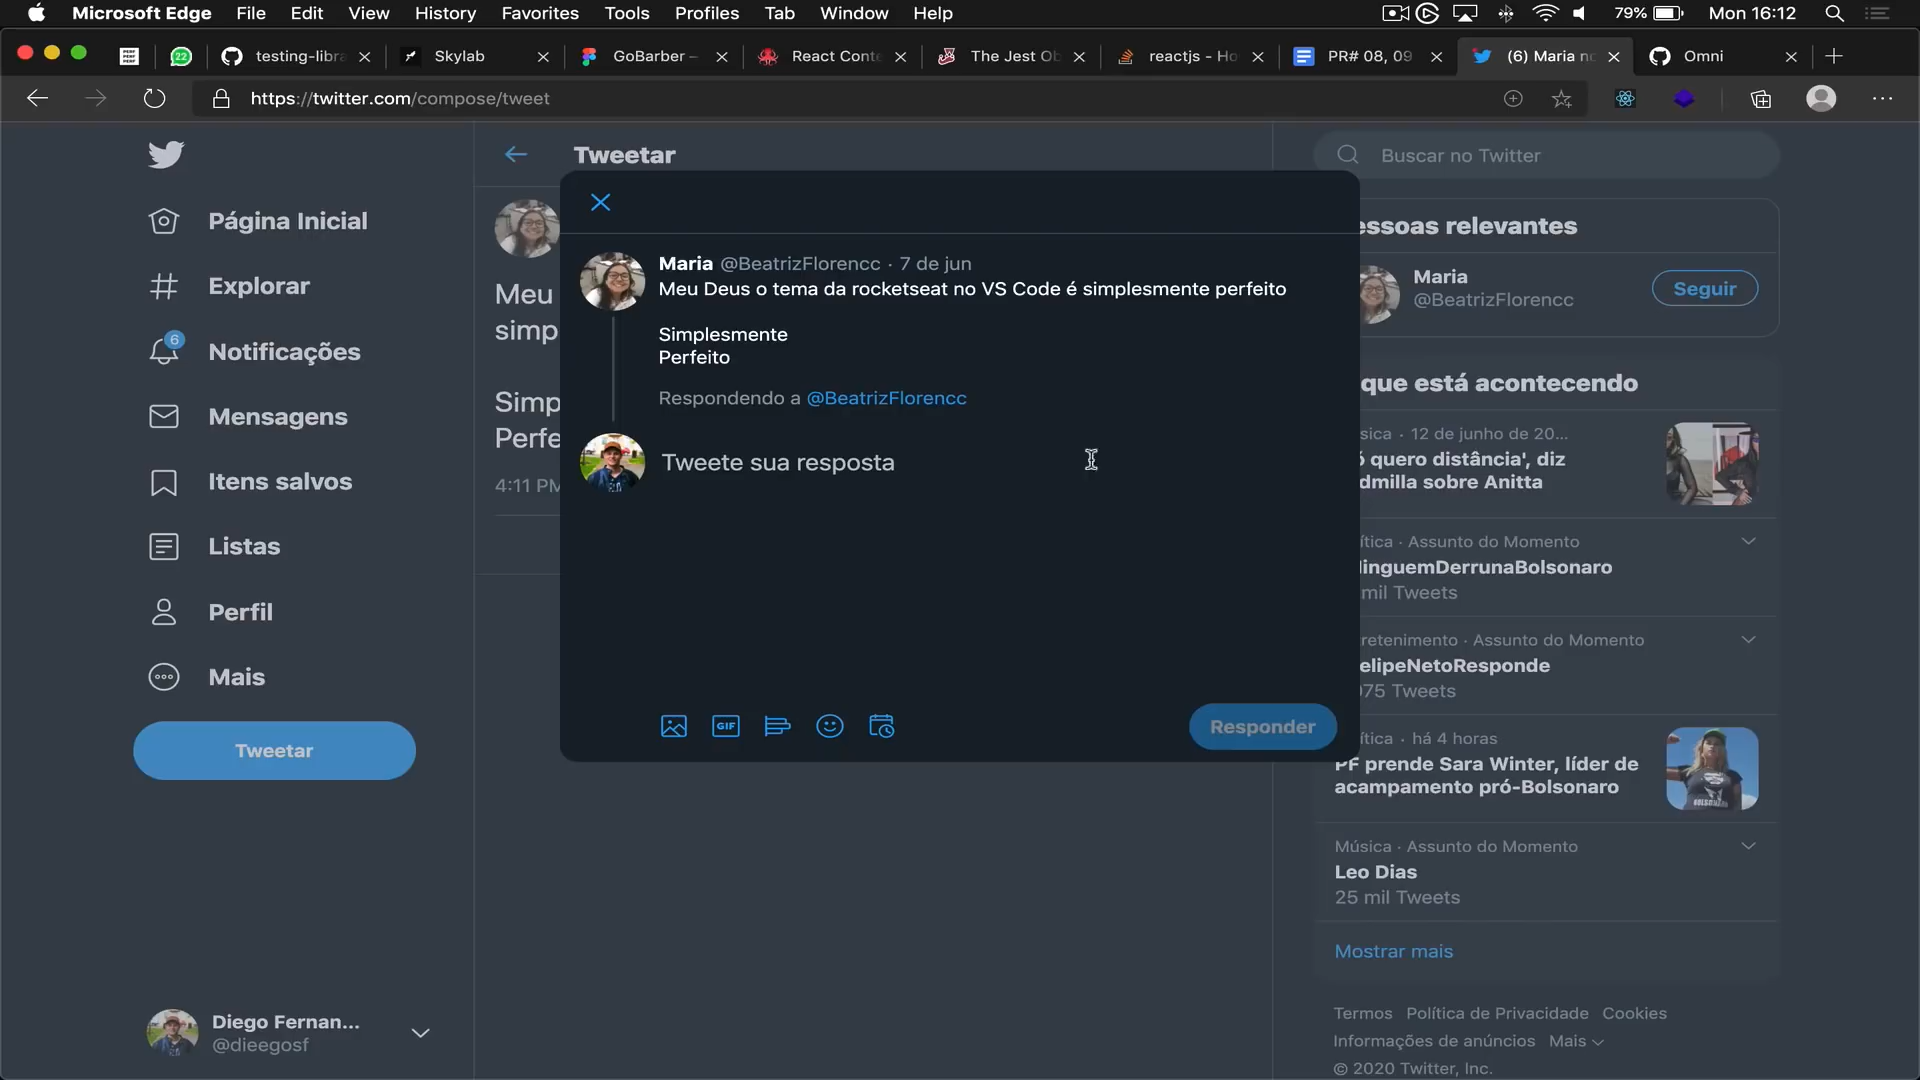 Microsoft Edge File Edit View History Favorites Tools Profiles Tab Window Help 79% Mon 16:12
22 testing-libra Skylab GoBarber – React Conte The Jest Ob reactjs - Ho PR# 08, 09 (6) Maria no Omni
https://twitter.com/compose/tweet
Tweetar
Buscar no Twitter
Página Inicial
Explorar
6
Notificações
Mensagens
Itens salvos
Listas
Perfil
Mais
Tweetar
Diego Fernan...
@dieegosf
Meu
simp
Simp
Perfe
4:11 PM
Maria @BeatrizFlorencc · 7 de jun
Meu Deus o tema da rocketseat no VS Code é simplesmente perfeito
Simplesmente
Perfeito
Respondendo a @BeatrizFlorencc
Tweete sua resposta
GIF
Responder
essoas relevantes
Maria
@BeatrizFlorencc
Seguir
que está acontecendo
sica · 12 de junho de 20...
ó quero distância', diz
dmilla sobre Anitta
ítica · Assunto do Momento
linguemDerrunaBolsonaro
mil Tweets
retenimento · Assunto do Momento
elipeNetoResponde
075 Tweets
ítica · há 4 horas
PF prende Sara Winter, líder de
acampamento pró-Bolsonaro
Música · Assunto do Momento
Leo Dias
25 mil Tweets
Mostrar mais
Termos Política de Privacidade Cookies
Informações de anúncios Mais
© 2020 Twitter, Inc.